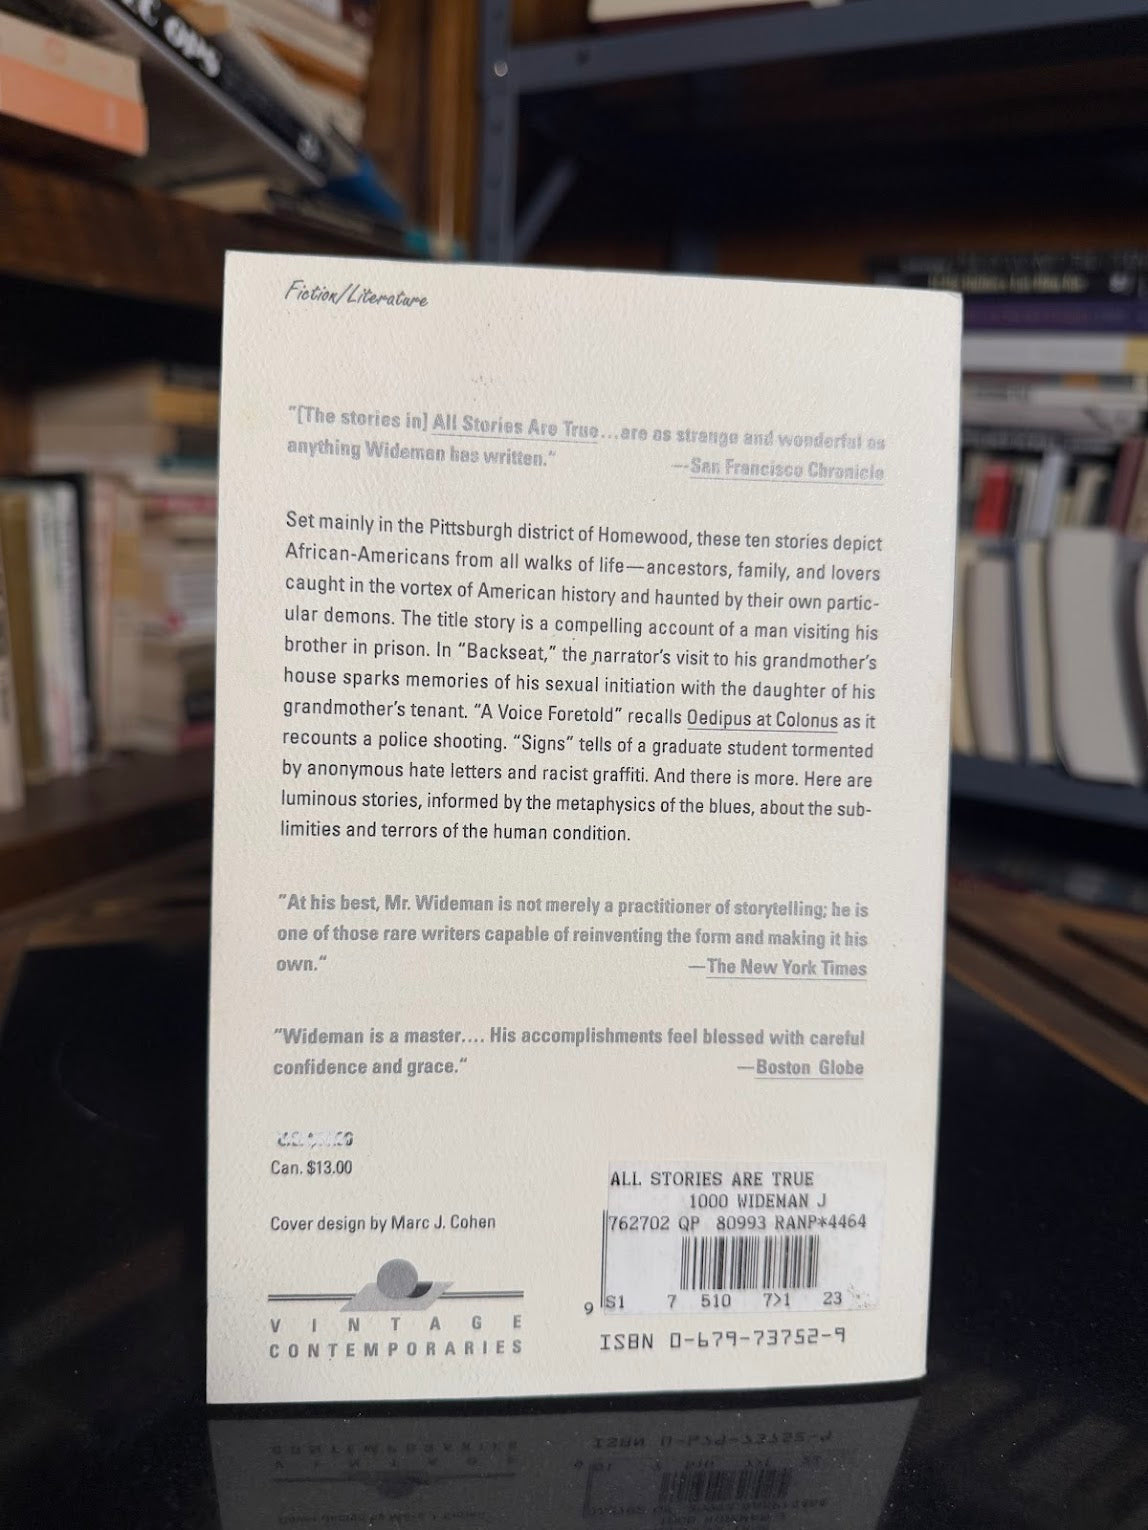 OPS
Fiction/Literature
"[The stories in] All Stories Are True...are as strange and wonderful as
anything Wideman has written."
—San Francisco Chronicle
Set mainly in the Pittsburgh district of Homewood, these ten stories depict
African-Americans from all walks of life—ancestors, family, and lovers
caught in the vortex of American history and haunted by their own partic-
ular demons. The title story is a compelling account of a man visiting his
brother in prison. In “Backseat,” the narrator’s visit to his grandmother’s
house sparks memories of his sexual initiation with the daughter of his
grandmother’s tenant. “A Voice Foretold” recalls Oedipus at Colonus as it
recounts a police shooting. “Signs” tells of a graduate student tormented
by anonymous hate letters and racist graffiti. And there is more. Here are
luminous stories, informed by the metaphysics of the blues, about the sub-
limities and terrors of the human condition.
"At his best, Mr. Wideman is not merely a practitioner of storytelling; he is
one of those rare writers capable of reinventing the form and making it his
own."
—The New York Times
"Wideman is a master.... His accomplishments feel blessed with careful
confidence and grace."
—Boston Globe
Can. $13.00
Cover design by Marc J. Cohen
VINTAGE
CONTEMPORARIES
ALL STORIES ARE TRUE
1000 WIDEMAN J
762702 QP 80993 RANP*4464
9 S1 7 510 7>1 23
ISBN 0-679-73752-9